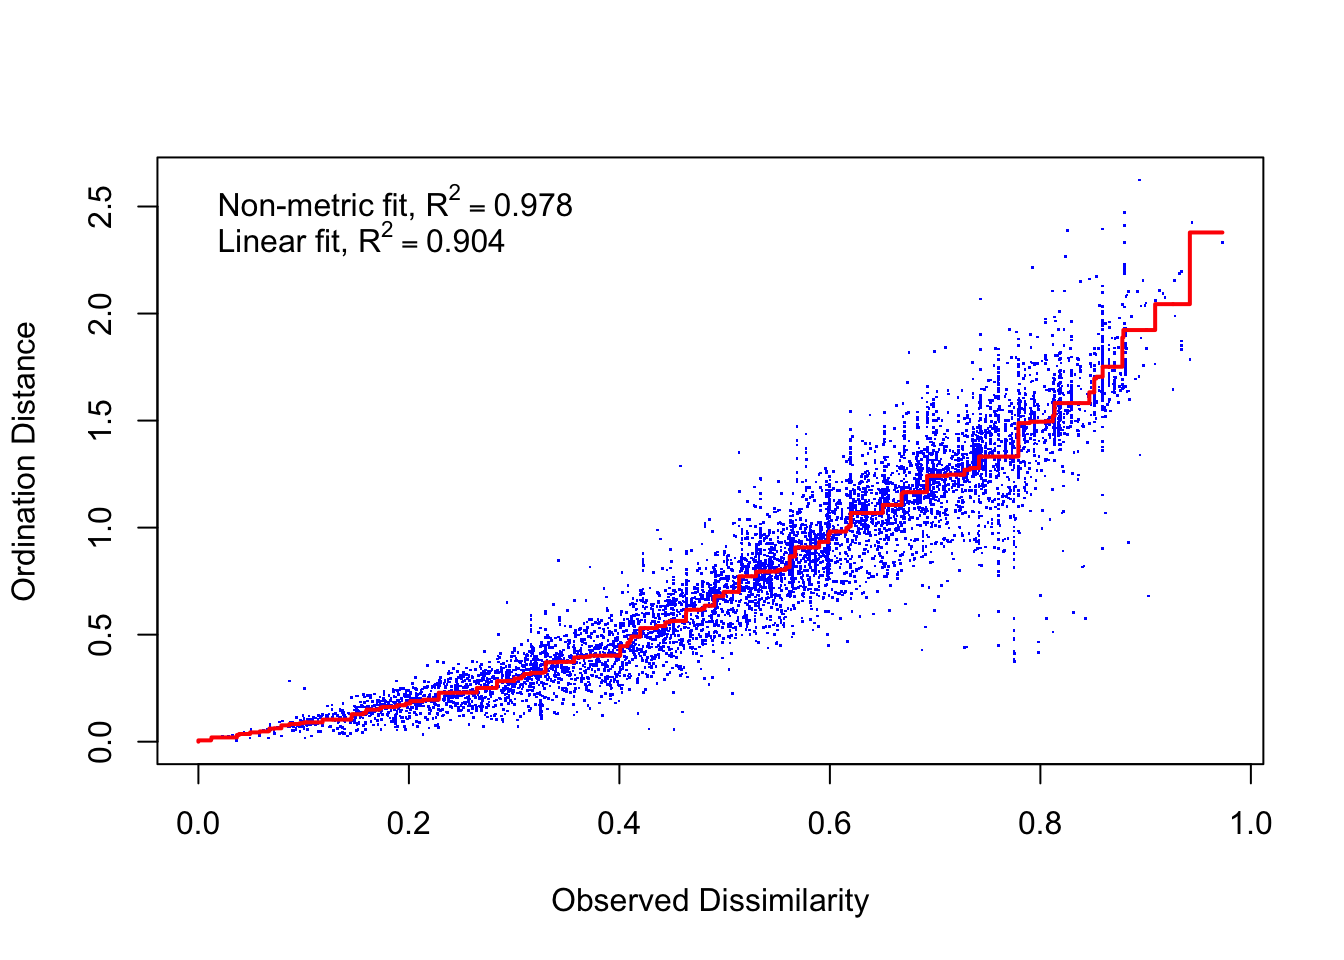 Non-metric fit, R² = 0.978
Linear fit, R² = 0.904
Ordination Distance
2.5
2.0
1.5
1.0
0.5
0.0
0.0 0.2 0.4 0.6 0.8 1.0
Observed Dissimilarity